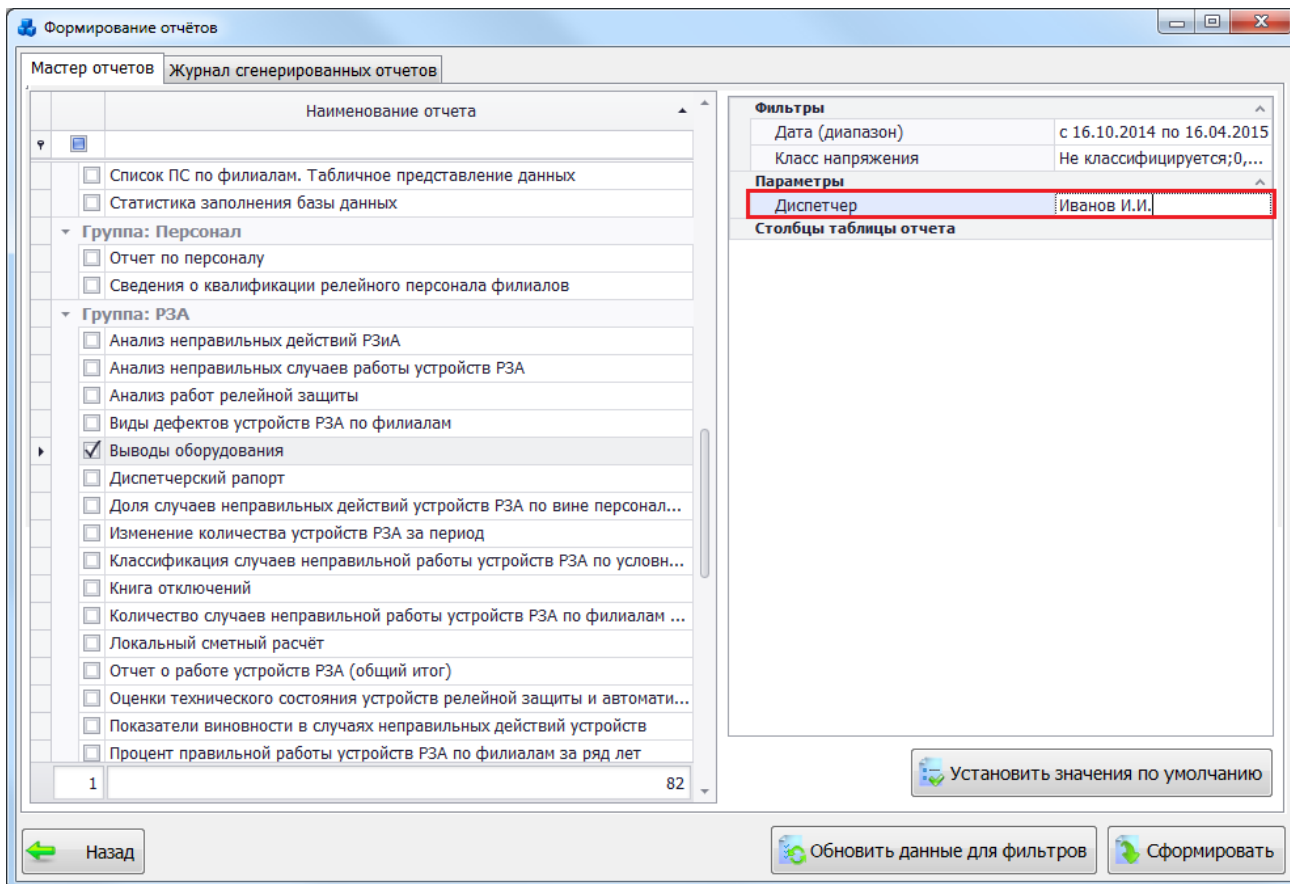 Формирование отчётов
Мастер отчетов
Журнал сгенерированных отчетов
Наименование отчета
Список ПС по филиалам. Табличное представление данных
Статистика заполнения базы данных
Группа: Персонал
Отчет по персоналу
Сведения о квалификации релейного персонала филиалов
Группа: РЗА
Анализ неправильных действий РЗиА
Анализ неправильных случаев работы устройств РЗА
Анализ работ релейной защиты
Виды дефектов устройств РЗА по филиалам
Выводы оборудования
Диспетчерский рапорт
Доля случаев неправильных действий устройств РЗА по вине персонал...
Изменение количества устройств РЗА за период
Классификация случаев неправильной работы устройств РЗА по условн...
Книга отключений
Количество случаев неправильной работы устройств РЗА по филиалам ...
Локальный сметный расчёт
Отчет о работе устройств РЗА (общий итог)
Оценки технического состояния устройств релейной защиты и автомати...
Показатели виновности в случаях неправильных действий устройств
Процент правильной работы устройств РЗА по филиалам за ряд лет
1 82
Фильтры
Дата (диапазон) с 16.10.2014 по 16.04.2015
Класс напряжения Не классифицируется;0,...
Параметры
Диспетчер Иванов И.И.
Столбцы таблицы отчета
Установить значения по умолчанию
Назад
Обновить данные для фильтров
Сформировать